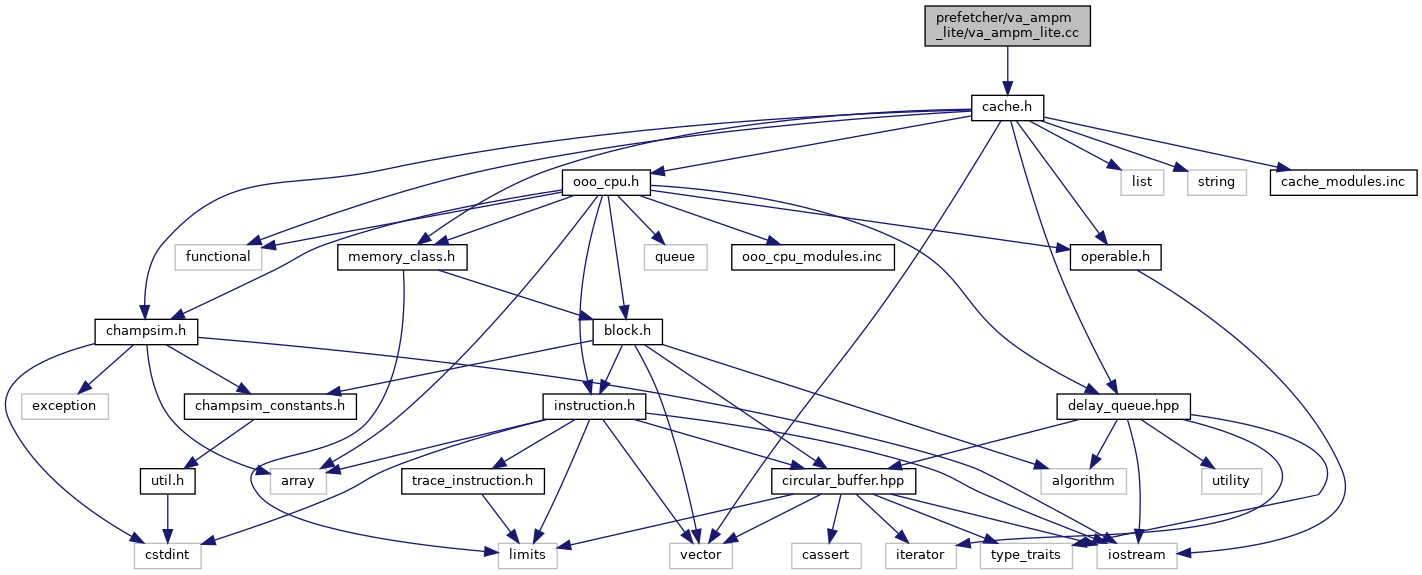 prefetcher/va_ampm
_lite/va_ampm_lite.cc
cache.h
ooo_cpu.h
list
string
cache_modules.inc
functional
memory_class.h
queue
ooo_cpu_modules.inc
operable.h
champsim.h
block.h
exception
champsim_constants.h
instruction.h
delay_queue.hpp
util.h
array
trace_instruction.h
circular_buffer.hpp
algorithm
utility
cstdint
limits
vector
cassert
iterator
type_traits
iostream